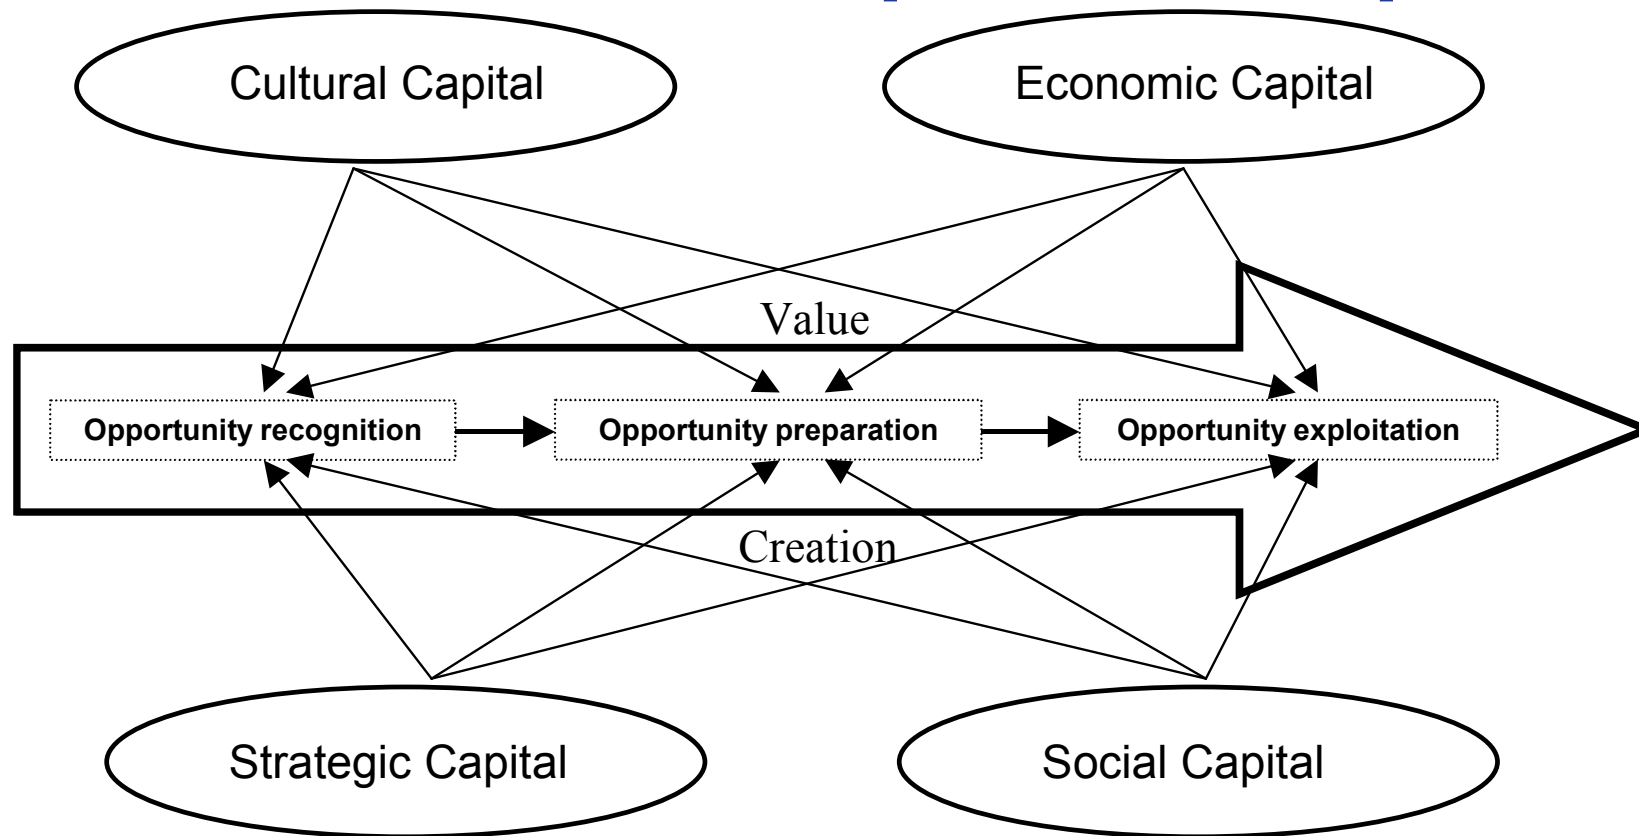 Cultural Capital
Economic Capital
Value
Opportunity recognition
Opportunity preparation
Opportunity exploitation
Creation
Strategic Capital
Social Capital